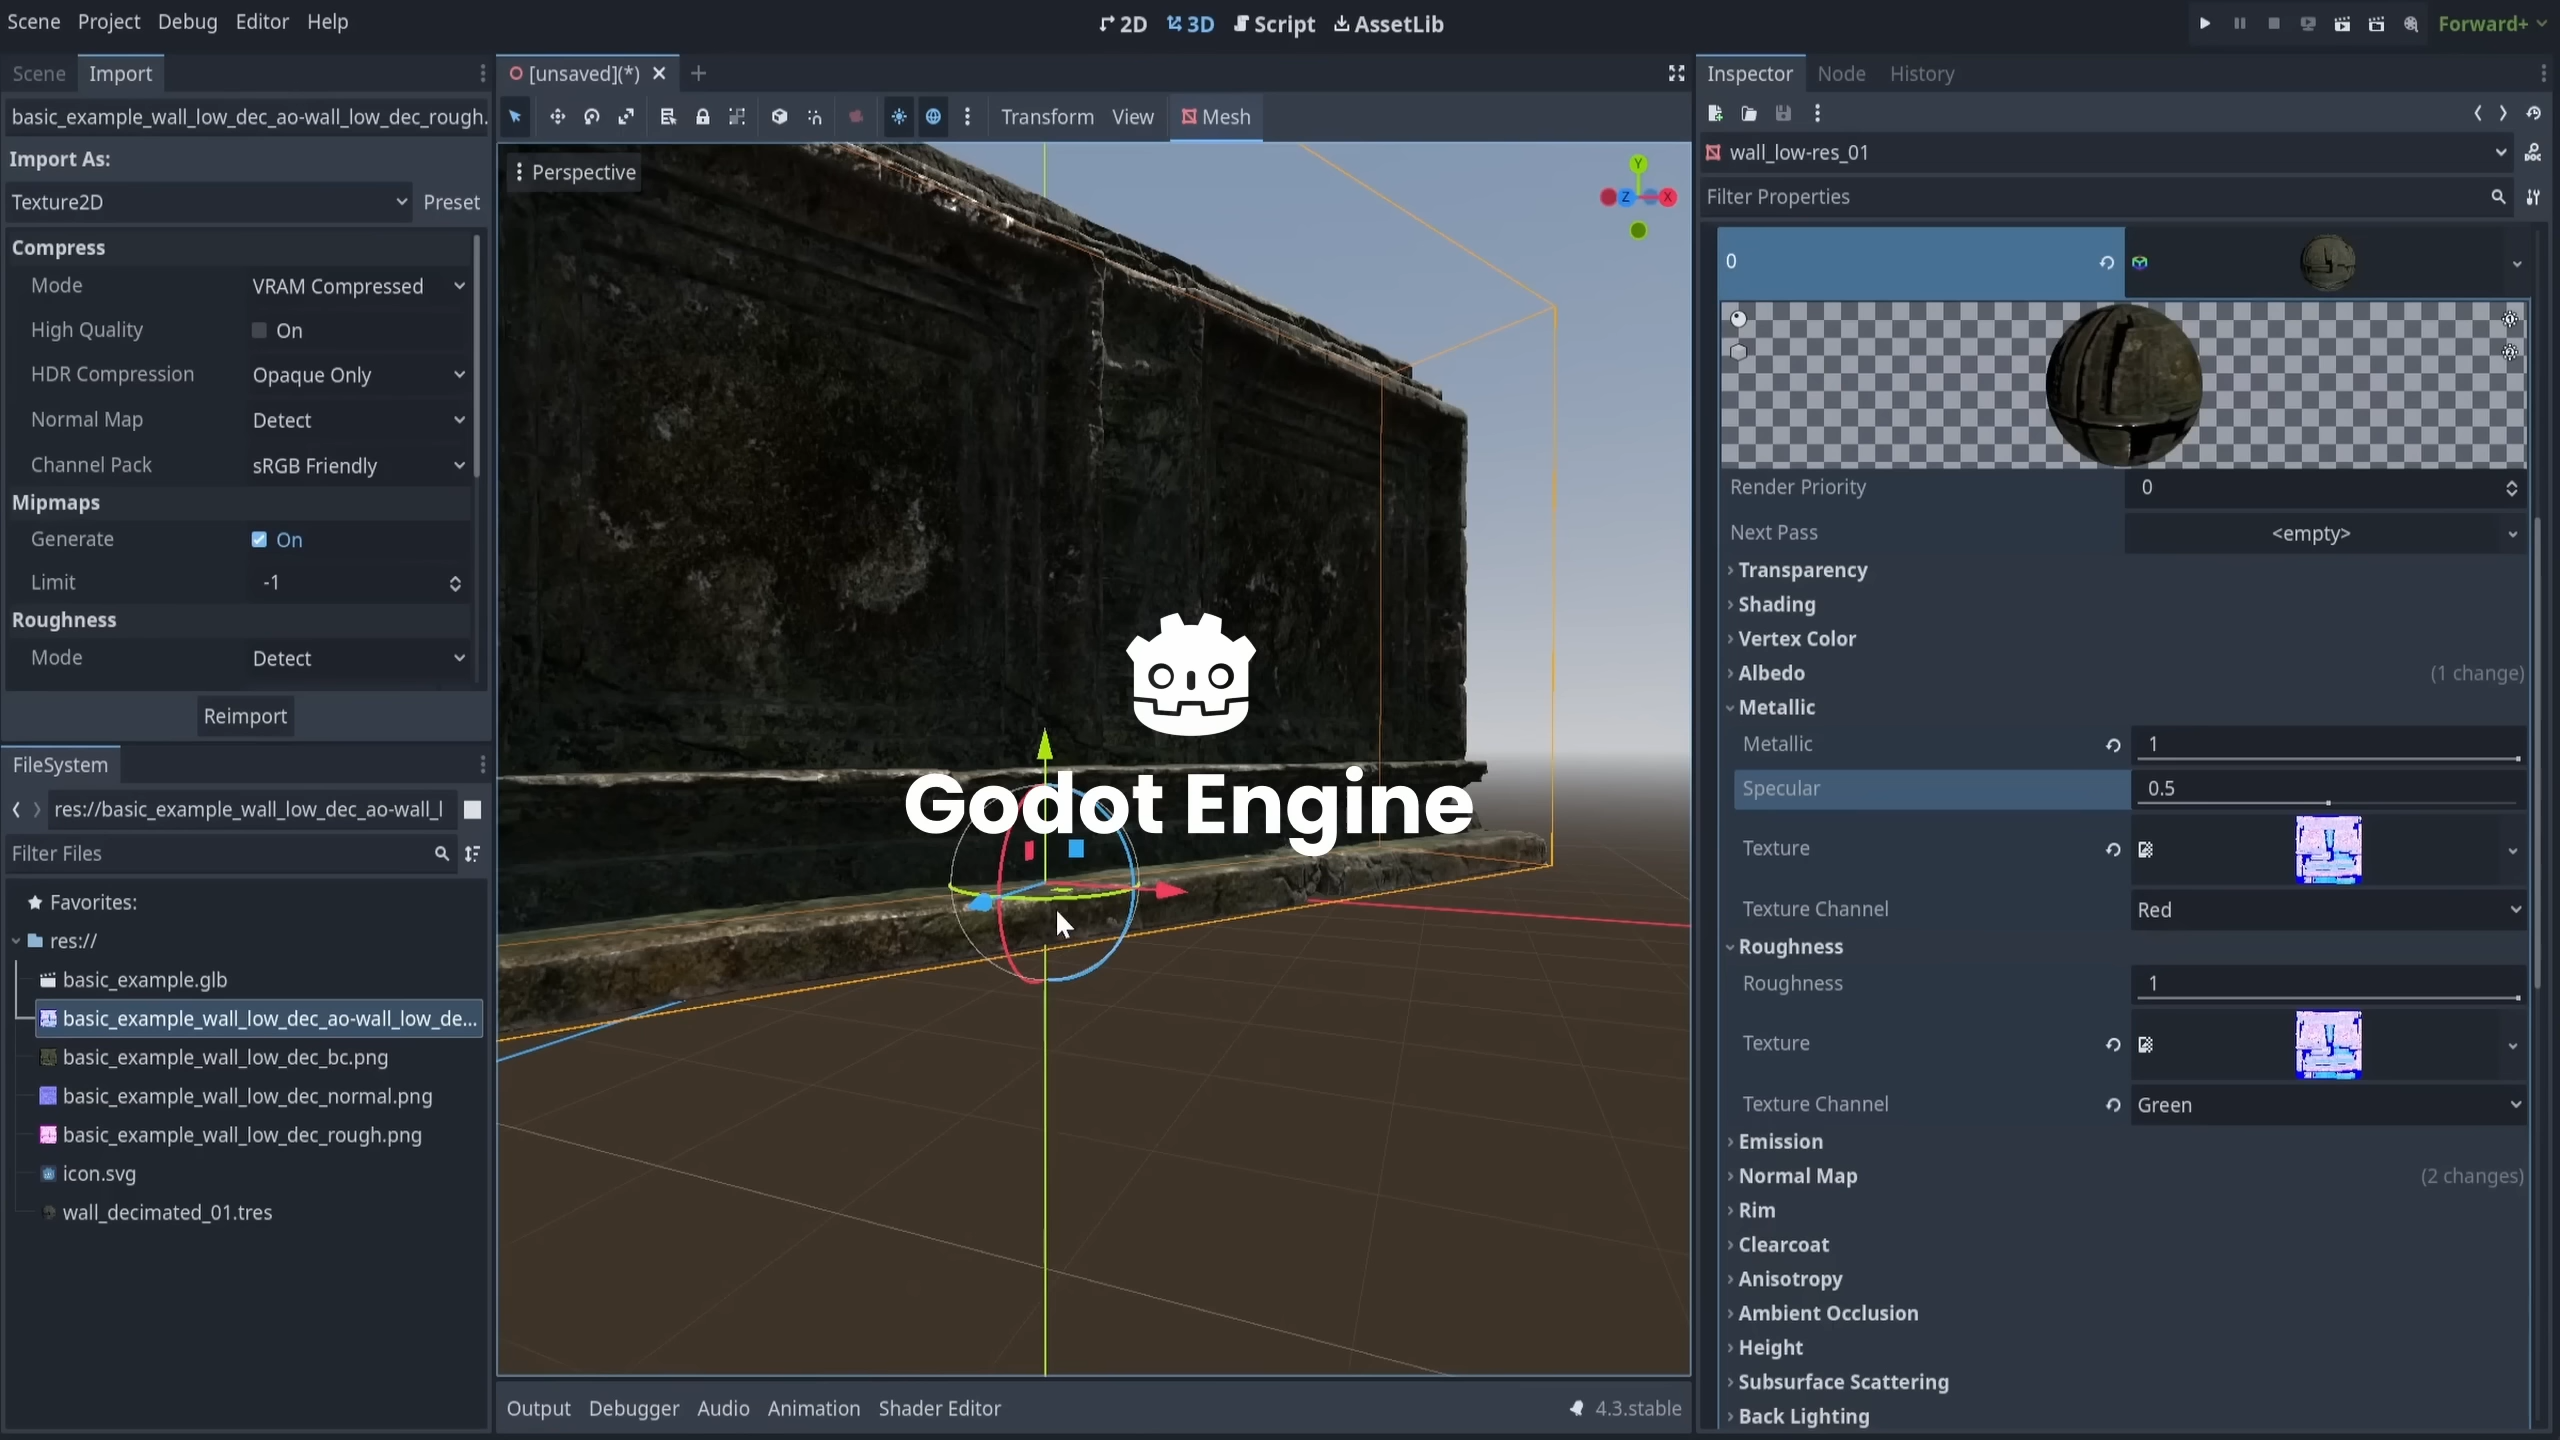 Scene Project Debug Editor Help
2D 3D Script AssetLib
Forward+
Scene Import
basic_example_wall_low_dec_ao-wall_low_dec_rough.
Import As:
Texture2D Preset
Compress
Mode VRAM Compressed
High Quality On
HDR Compression Opaque Only
Normal Map Detect
Channel Pack sRGB Friendly
Mipmaps
Generate On
Limit -1
Roughness
Mode Detect
Reimport
FileSystem
res://basic_example_wall_low_dec_ao-wall_l
Filter Files
Favorites:
res://
basic_example.glb
basic_example_wall_low_dec_ao-wall_low_de...
basic_example_wall_low_dec_bc.png
basic_example_wall_low_dec_normal.png
basic_example_wall_low_dec_rough.png
icon.svg
wall_decimated_01.tres
[unsaved](*)
Transform View Mesh
Perspective
Y
Z X
Godot Engine
Output Debugger Audio Animation Shader Editor 4.3.stable
Inspector Node History
wall_low-res_01
Filter Properties
0
Render Priority 0
Next Pass <empty>
Transparency
Shading
Vertex Color
Albedo (1 change)
Metallic
Metallic 1
Specular 0.5
Texture
Texture Channel Red
Roughness
Roughness 1
Texture
Texture Channel Green
Emission
Normal Map (2 changes)
Rim
Clearcoat
Anisotropy
Ambient Occlusion
Height
Subsurface Scattering
Back Lighting